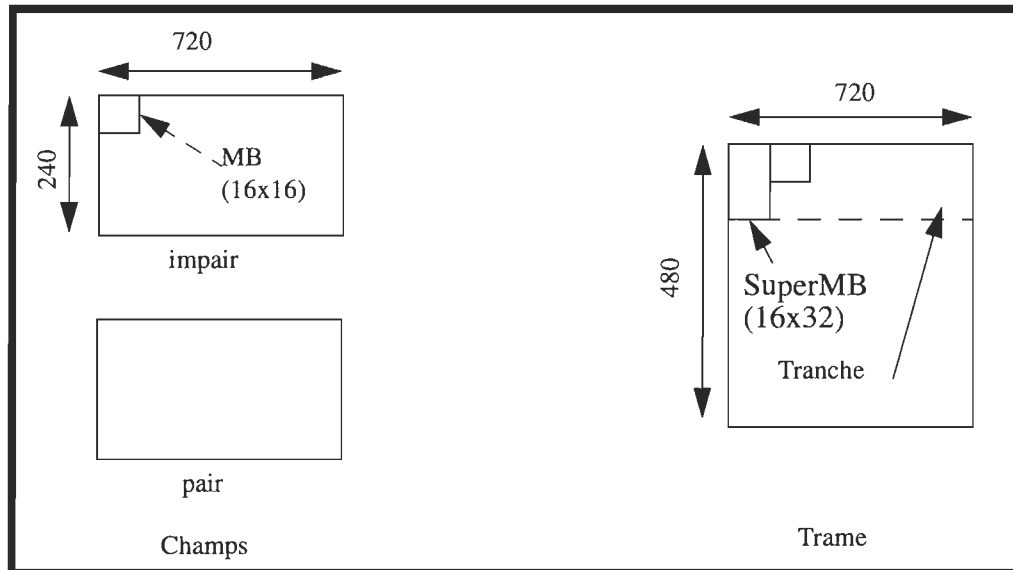 720
240
MB
(16x16)
impair
pair
Champs
720
480
SuperMB
(16x32)
Tranche
Trame